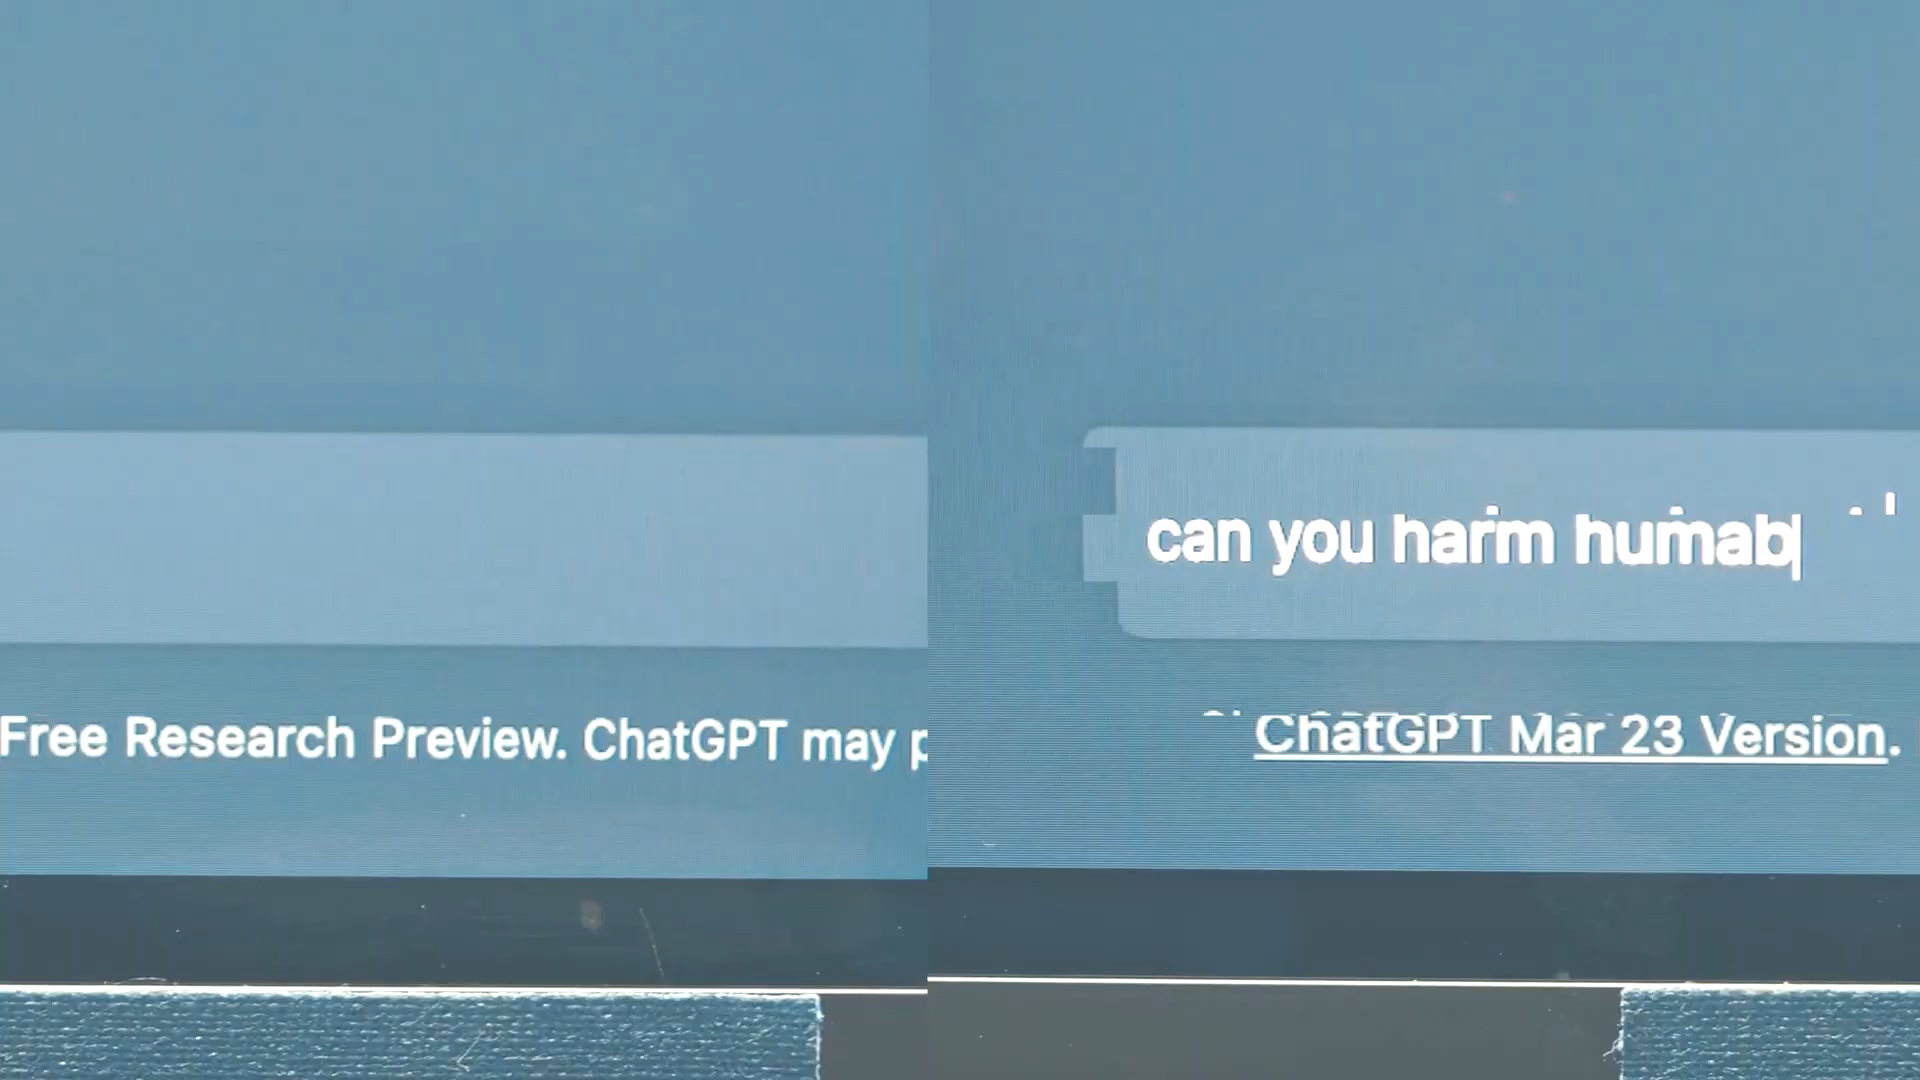 can you harm humab
Free Research Preview. ChatGPT may p
ChatGPT Mar 23 Version.